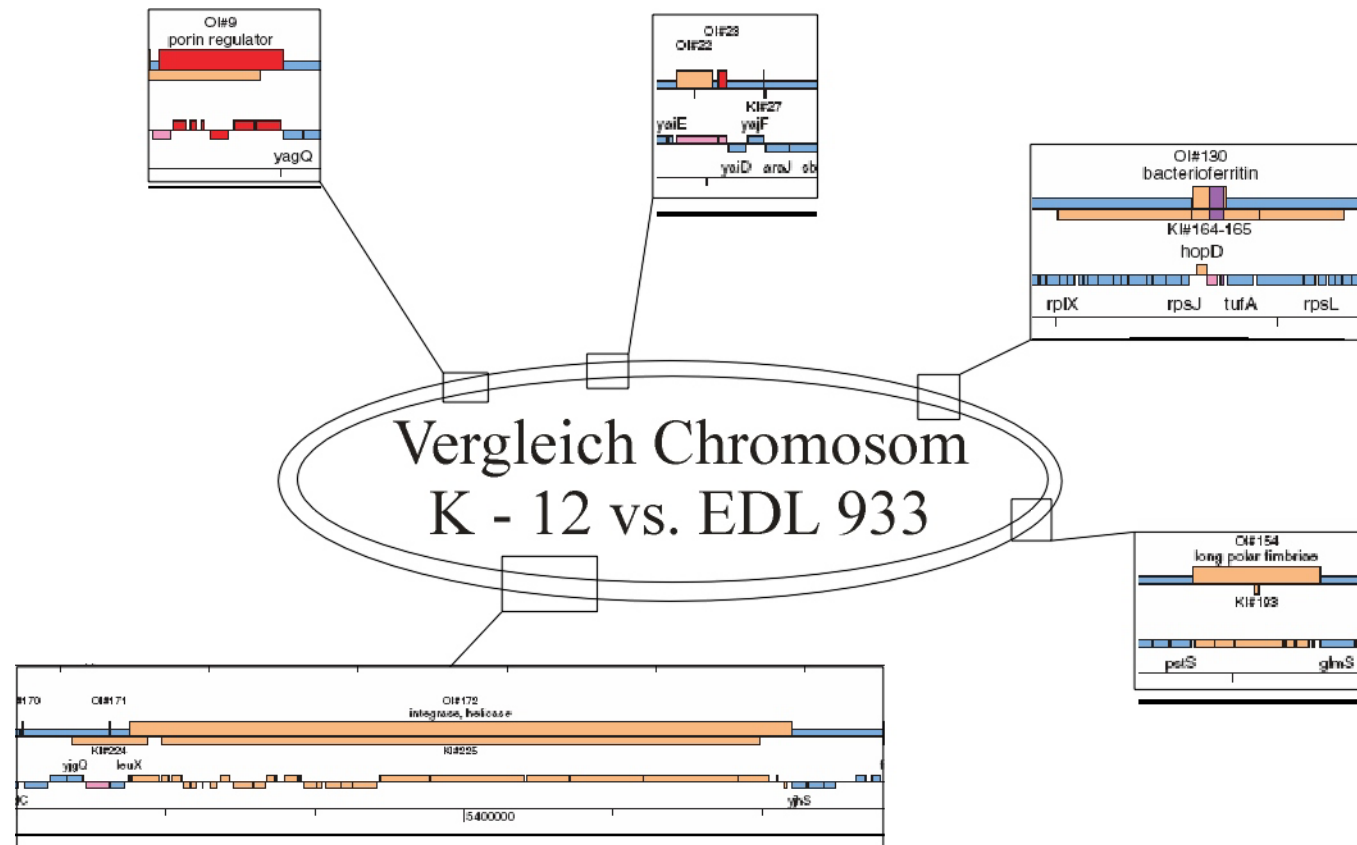 OI#9
porin regulator
yagQ
OI#23
OI#22
KI#27
yaiE yajF
yaiD araJ sb
OI#130
bacterioferritin
KI#164-165
hopD
rplX rpsJ tufA rpsL
Vergleich Chromosom
K - 12 vs. EDL 933
OI#154
long polar fimbriae
KI#193
pstS glmS
#170 OI#171 OI#172
integrase, helicase
KI#224 KI#225
yjgQ leuX
yjhS
5400000